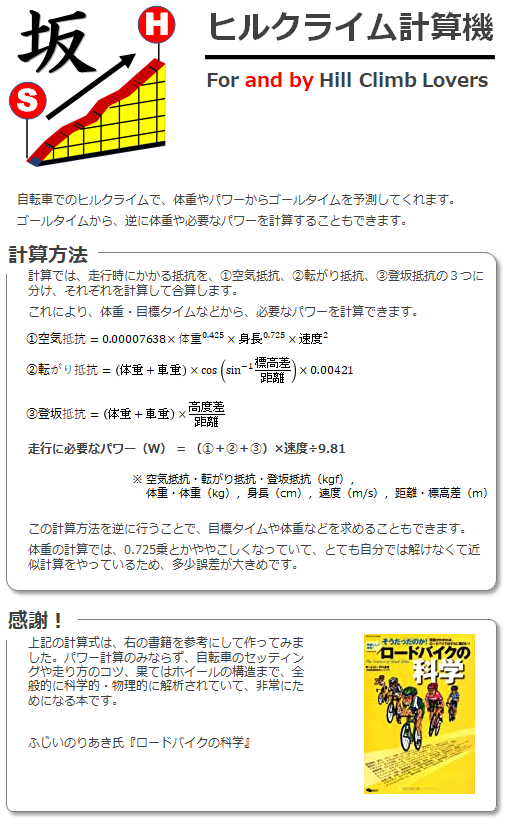 坂
H
S
ヒルクライム計算機
For and by Hill Climb Lovers
自転車でのヒルクライムで、体重やパワーからゴールタイムを予測してくれます。
ゴールタイムから、逆に体重や必要なパワーを計算することもできます。
計算方法
計算では、走行時にかかる抵抗を、①空気抵抗、②転がり抵抗、③登坂抵抗の３つに
分け、それぞれを計算して合算します。
これにより、体重・目標タイムなどから、必要なパワーを計算できます。
①空気抵抗 = 0.00007638 × 体重^0.425 × 身長^0.725 × 速度^2
②転がり抵抗 = (体重 + 車重) × cos (sin^−1 標高差/距離) × 0.00421
③登坂抵抗 = (体重 + 車重) × 高度差/距離
走行に必要なパワー（W） = （①＋②＋③）×速度÷9.81
※ 空気抵抗・転がり抵抗・登坂抵抗（kgf）,
体重・体重（kg）, 身長（cm）, 速度（m/s）, 距離・標高差（m）
この計算方法を逆に行うことで、目標タイムや体重などを求めることもできます。
体重の計算では、0.725乗とかややこしくなっていて、とても自分では解けなくて近
似計算をやっているため、多少誤差が大きめです。
感謝！
上記の計算式は、右の書籍を参考にして作ってみま
した。パワー計算のみならず、自転車のセッティン
グや走り方のコツ、果てはホイールの構造まで、全
般的に科学的・物理的に解析されていて、非常にた
めになる本です。
ふじいのりあき氏『ロードバイクの科学』
そうだったのか！
ロードバイクの
科学